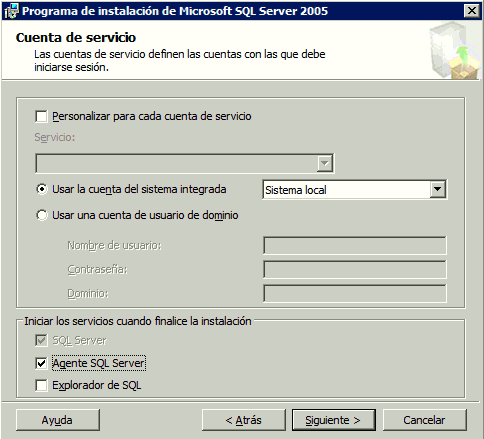 Programa de instalación de Microsoft SQL Server 2005
Cuenta de servicio
Las cuentas de servicio definen las cuentas con las que debe
iniciarse sesión.
Personalizar para cada cuenta de servicio
Servicio:
Usar la cuenta del sistema integrada
Sistema local
Usar una cuenta de usuario de dominio
Nombre de usuario:
Contraseña:
Dominio:
Iniciar los servicios cuando finalice la instalación
SQL Server
Agente SQL Server
Explorador de SQL
Ayuda
< Atrás
Siguiente >
Cancelar